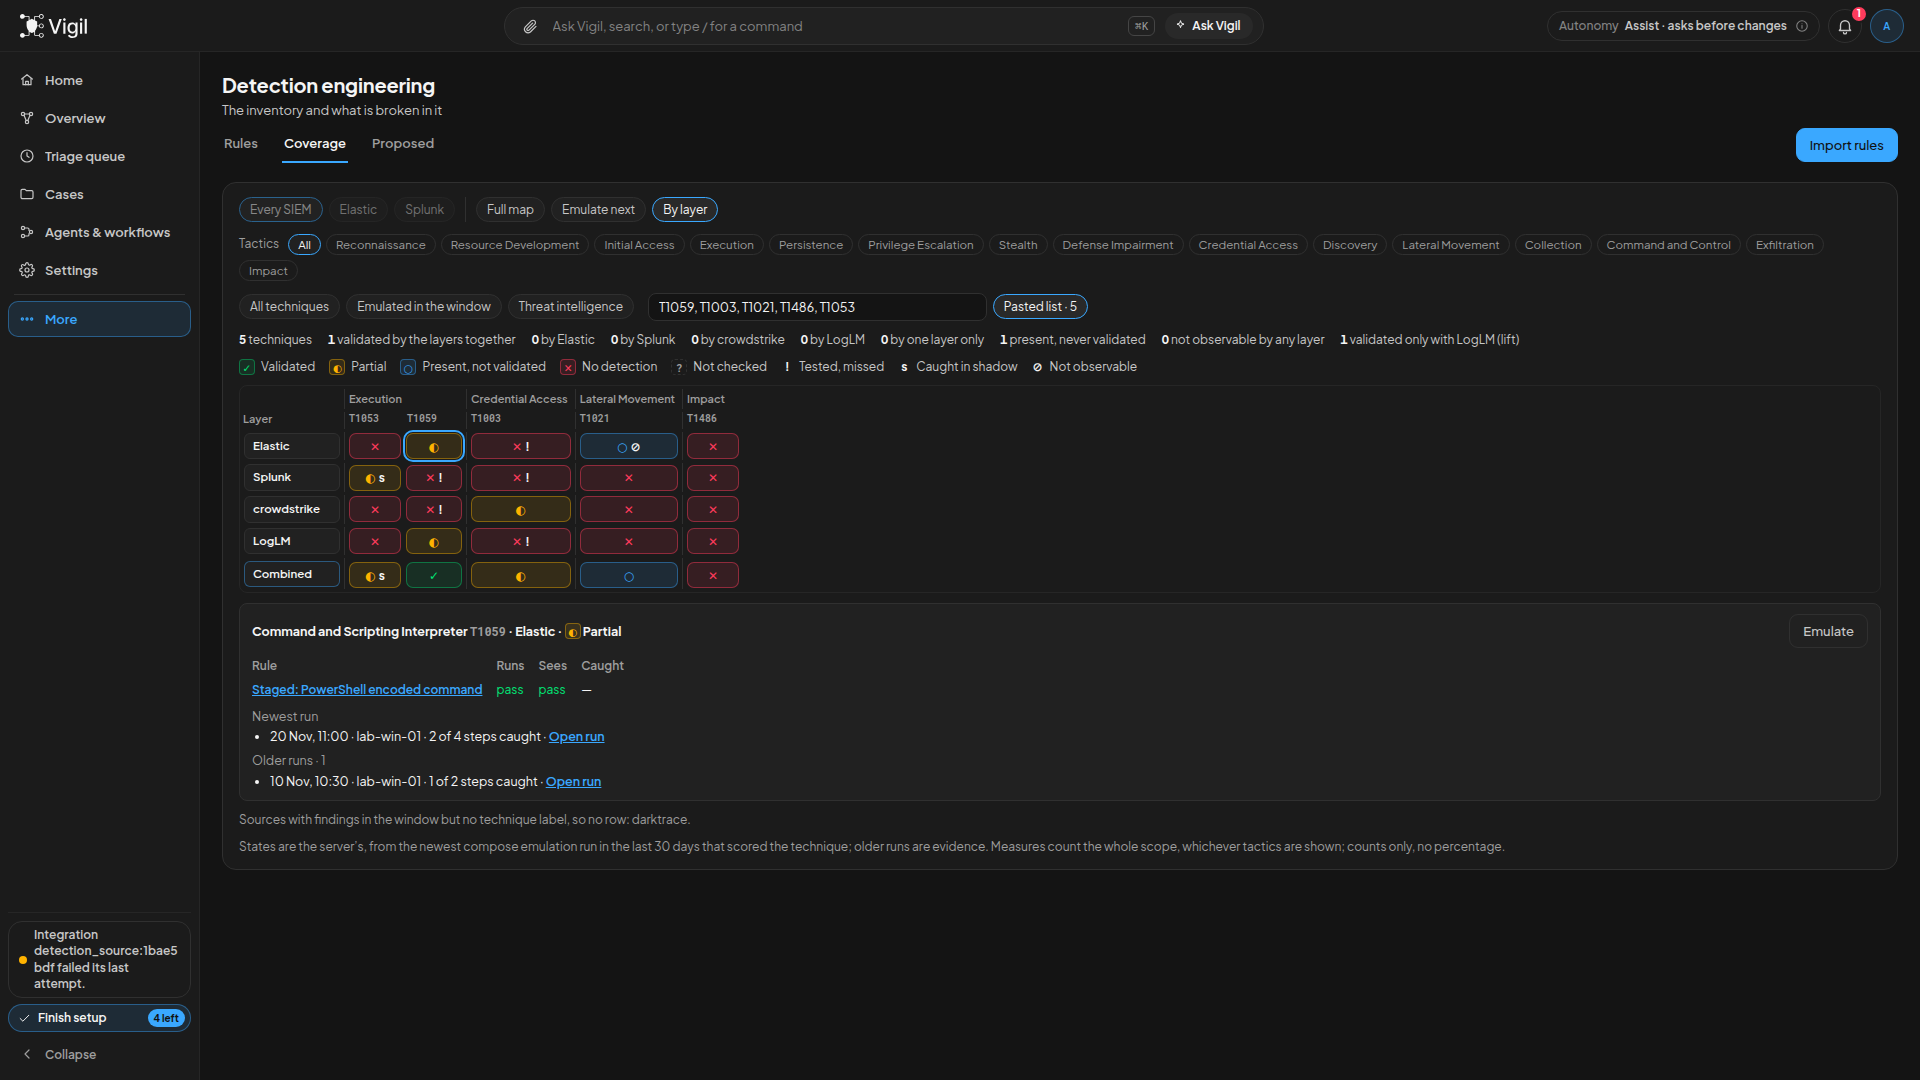 Vigil
Ask Vigil, search, or type / for a command
⌘K
Ask Vigil
Autonomy Assist · asks before changes
1
A
Home
Overview
Triage queue
Cases
Agents & workflows
Settings
More
Detection engineering
The inventory and what is broken in it
Rules Coverage Proposed
Import rules
Every SIEM Elastic Splunk Full map Emulate next By layer
Tactics All Reconnaissance Resource Development Initial Access Execution Persistence Privilege Escalation Stealth Defense Impairment Credential Access Discovery Lateral Movement Collection Command and Control Exfiltration
Impact
All techniques Emulated in the window Threat intelligence T1059, T1003, T1021, T1486, T1053 Pasted list · 5
5 techniques 1 validated by the layers together 0 by Elastic 0 by Splunk 0 by crowdstrike 0 by LogLM 0 by one layer only 1 present, never validated 0 not observable by any layer 1 validated only with LogLM (lift)
✓ Validated ◐ Partial ○ Present, not validated × No detection ? Not checked ! Tested, missed s Caught in shadow ⊘ Not observable
Execution Credential Access Lateral Movement Impact
Layer T1053 T1059 T1003 T1021 T1486
Elastic × ◐ × ! ○ ⊘ ×
Splunk ◐ s × ! × ! × ×
crowdstrike × × ! ◐ × ×
LogLM × ◐ × ! × ×
Combined ◐ s ✓ ◐ ○ ×
Command and Scripting Interpreter T1059 · Elastic · ◐ Partial
Emulate
Rule Runs Sees Caught
Staged: PowerShell encoded command pass pass —
Newest run
• 20 Nov, 11:00 · lab-win-01 · 2 of 4 steps caught · Open run
Older runs · 1
• 10 Nov, 10:30 · lab-win-01 · 1 of 2 steps caught · Open run
Sources with findings in the window but no technique label, so no row: darktrace.
States are the server's, from the newest compose emulation run in the last 30 days that scored the technique; older runs are evidence. Measures count the whole scope, whichever tactics are shown; counts only, no percentage.
Integration
detection_source:1bae5
bdf failed its last
attempt.
Finish setup 4 left
Collapse